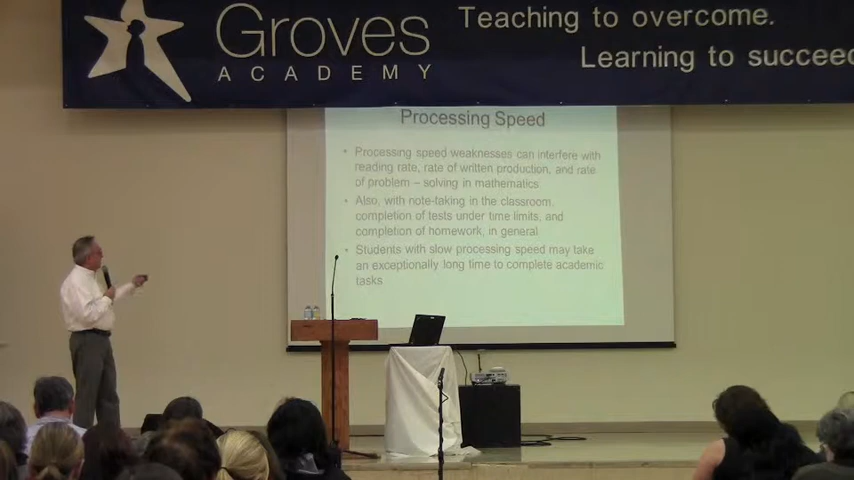 Groves
ACADEMY
Teaching to overcome.
Learning to succeed
Processing Speed
• Processing speed weaknesses can interfere with
reading rate, rate of written production, and rate
of problem – solving in mathematics
• Also, with note-taking in the classroom,
completion of tests under time limits, and
completion of homework, in general
• Students with slow processing speed may take
an exceptionally long time to complete academic
tasks